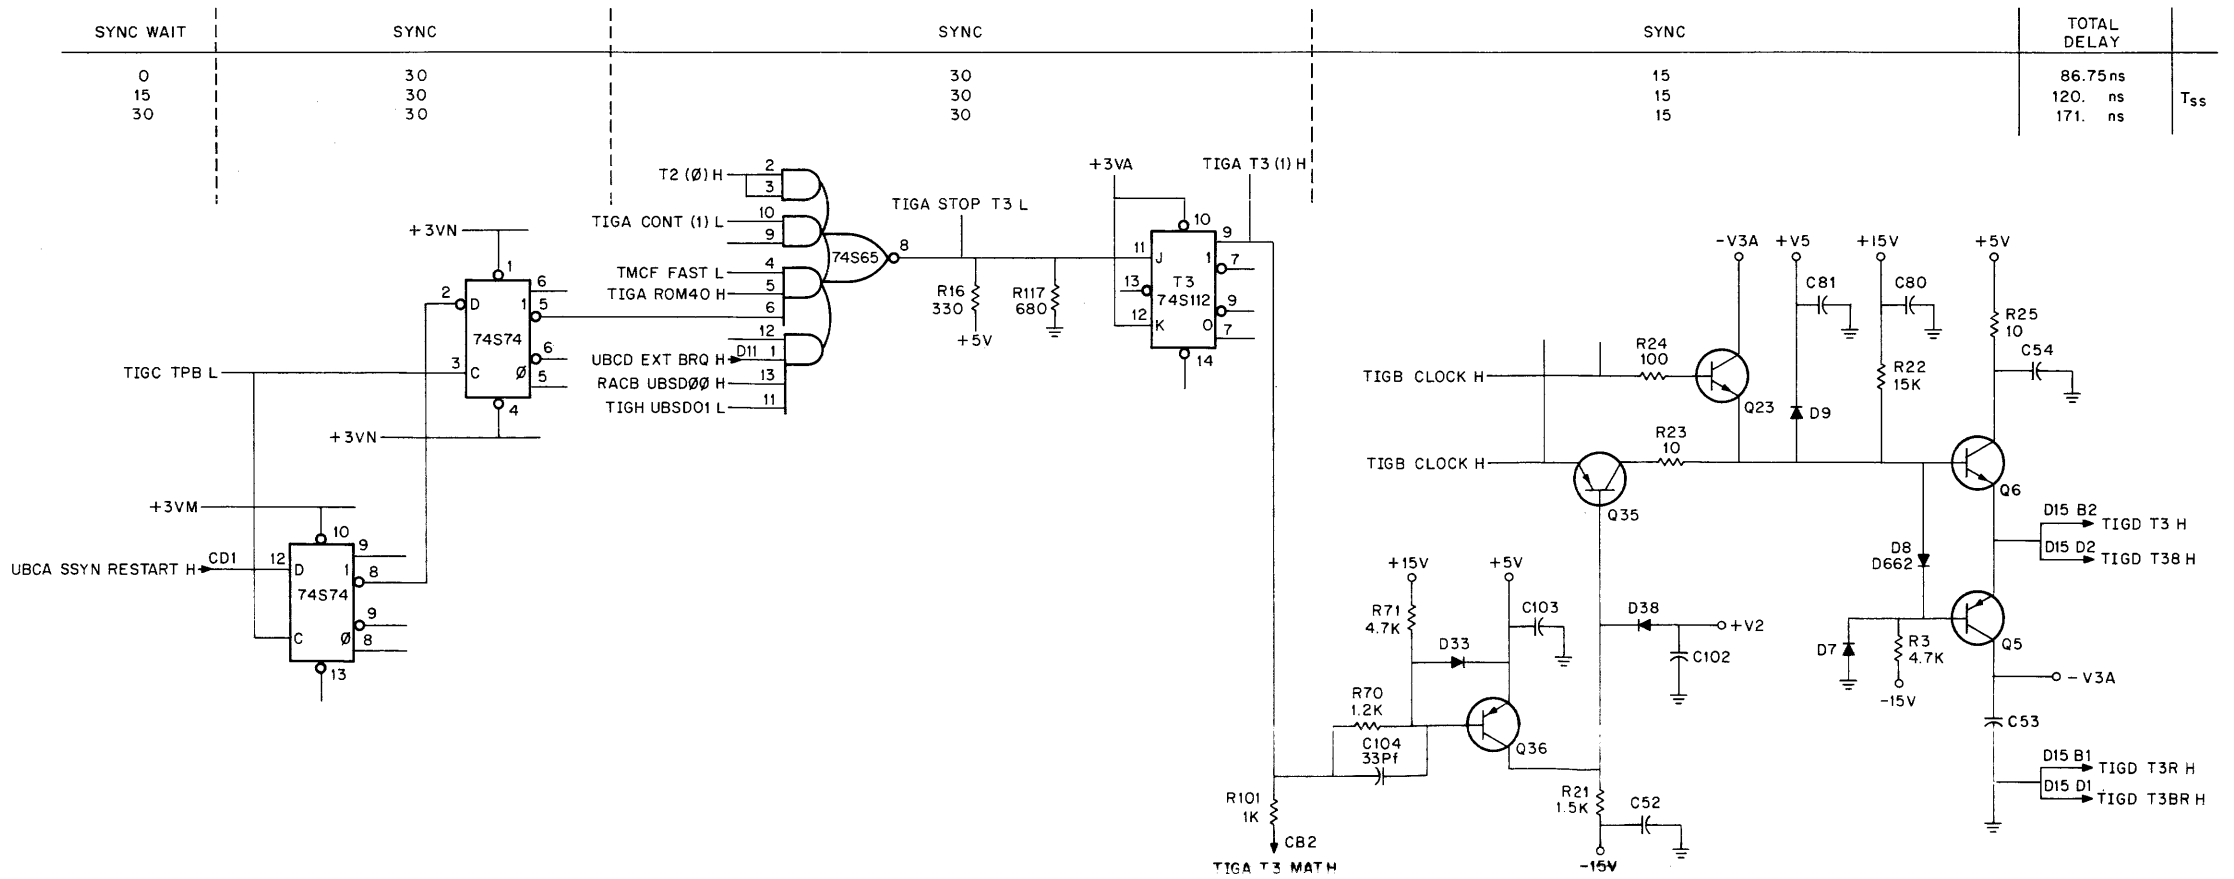 SYNC WAIT SYNC SYNC SYNC TOTAL DELAY
0 30 30 15 86.75 ns
15 30 30 15 120. ns Tss
30 30 30 15 171. ns
T2 (Ø) H 2
3
TIGA CONT (1) L 10
9
TMCF FAST L 4
TIGA ROM40 H 5
6
12
UBCD EXT BRQ H D11 1
RACB UBSDØØ H 13
TIGH UBSD01 L 11
74S65 8
TIGA STOP T3 L
R16
330
+5V
R117
680
+3VA
TIGA T3 (1) H
10
11 J 1 9
7
13 T3
74S112
9
12 K 0 7
14
+3VN
1
2 D 1 6
5
74S74
6
TIGC TPB L 3 C Ø 5
4
+3VN
+3VM
10
UBCA SSYN RESTART H CD1 12 D 1 9
8
74S74
9
C Ø 8
13
-V3A +V5 +15V +5V
C81
C80
R25
10
C54
R24
100
TIGB CLOCK H
Q23
D9
R22
15K
R23
10
TIGB CLOCK H
Q35
Q6
D15 B2 TIGD T3 H
D15 D2 TIGD T38 H
D8
D662
+15V +5V
R71
4.7K
C103
D33
D38
+V2
C102
D7
R3
4.7K
-15V
Q5
-V3A
R70
1.2K
C104
33Pf
Q36
C53
D15 B1 TIGD T3R H
D15 D1 TIGD T3BR H
R101
1K
CB2
TIGA T3 MAT H
R21
1.5K
C52
-15V